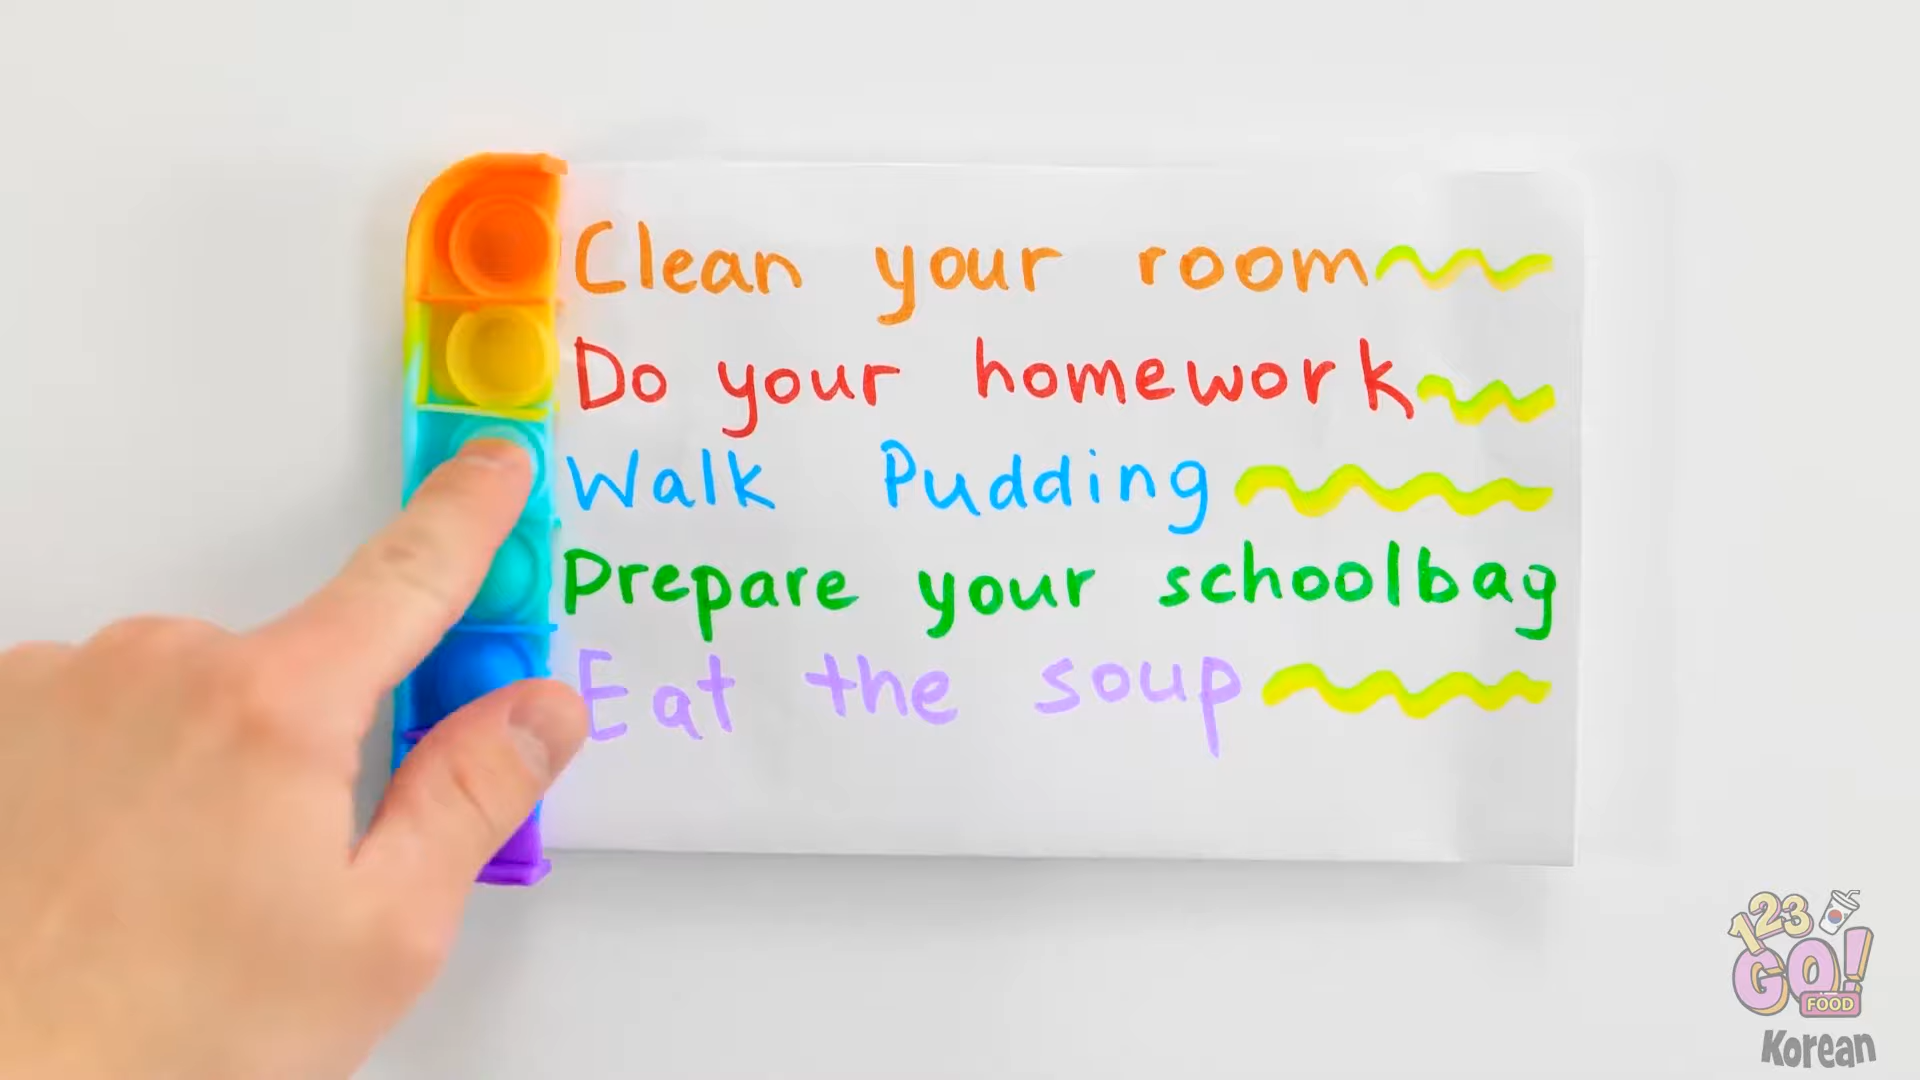 Clean your room
Do your homework
Walk Pudding
Prepare your schoolbag
Eat the soup
123
GO!
FOOD
Korean